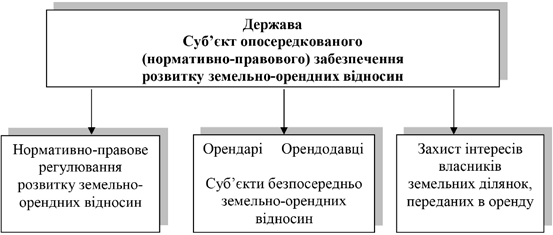 Держава
Суб’єкт опосередкованого
(нормативно-правового) забезпечення
розвитку земельно-орендних відносин
Нормативно-правове
регулювання
розвитку земельно-
орендних відносин
Орендарі Орендодавці
Суб’єкти безпосередньо
земельно-орендних
відносин
Захист інтересів
власників
земельних ділянок,
переданих в оренду